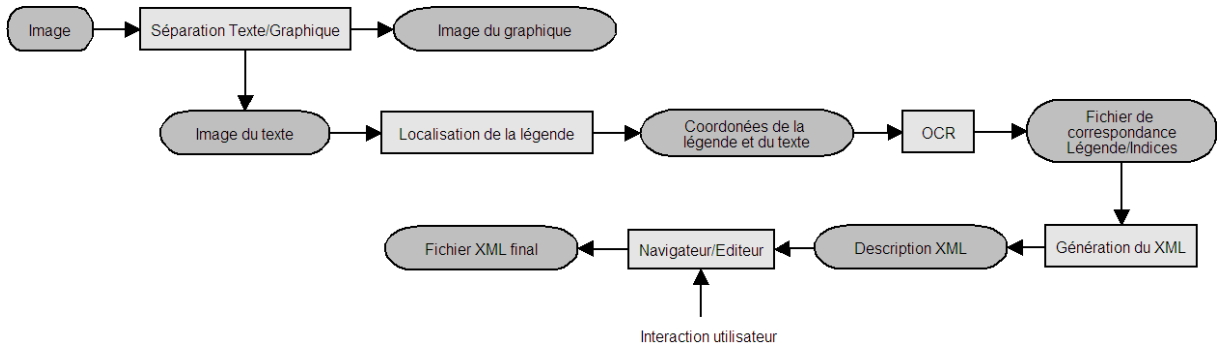 Image
Séparation Texte/Graphique
Image du graphique
Image du texte
Localisation de la légende
Coordonées de la
légende et du texte
OCR
Fichier de
correspondance
Légende/Indices
Fichier XML final
Navigateur/Editeur
Description XML
Génération du XML
Interaction utilisateur